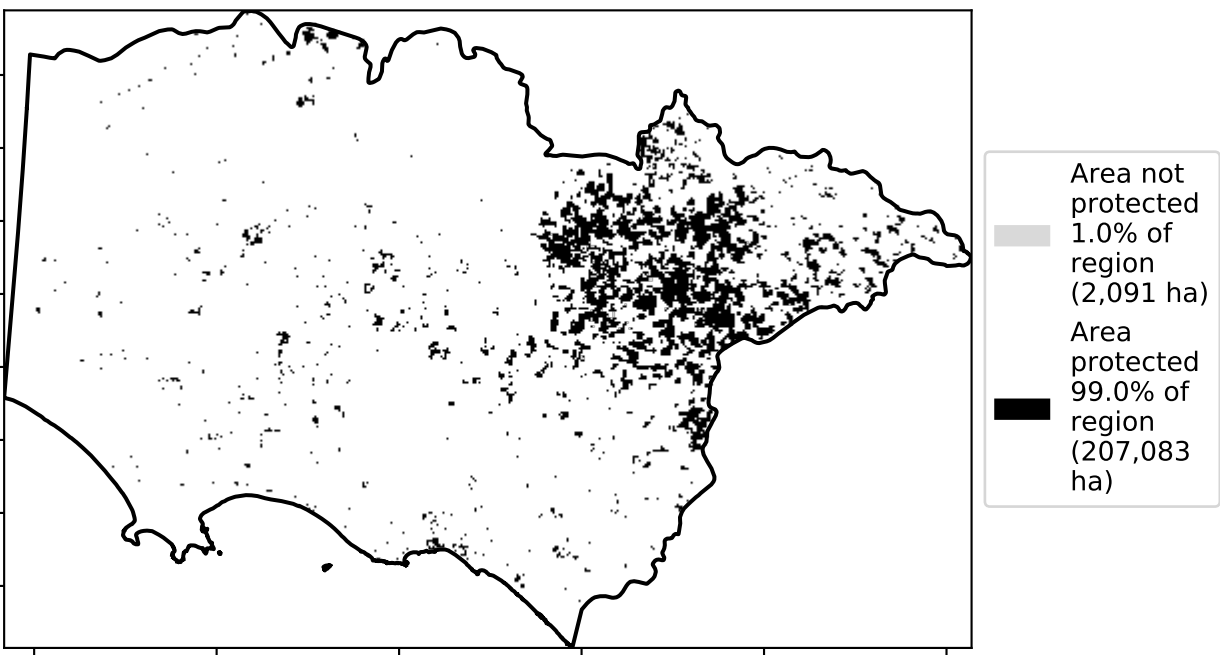 Area not
protected
1.0% of
region
(2,091 ha)
Area
protected
99.0% of
region
(207,083
ha)